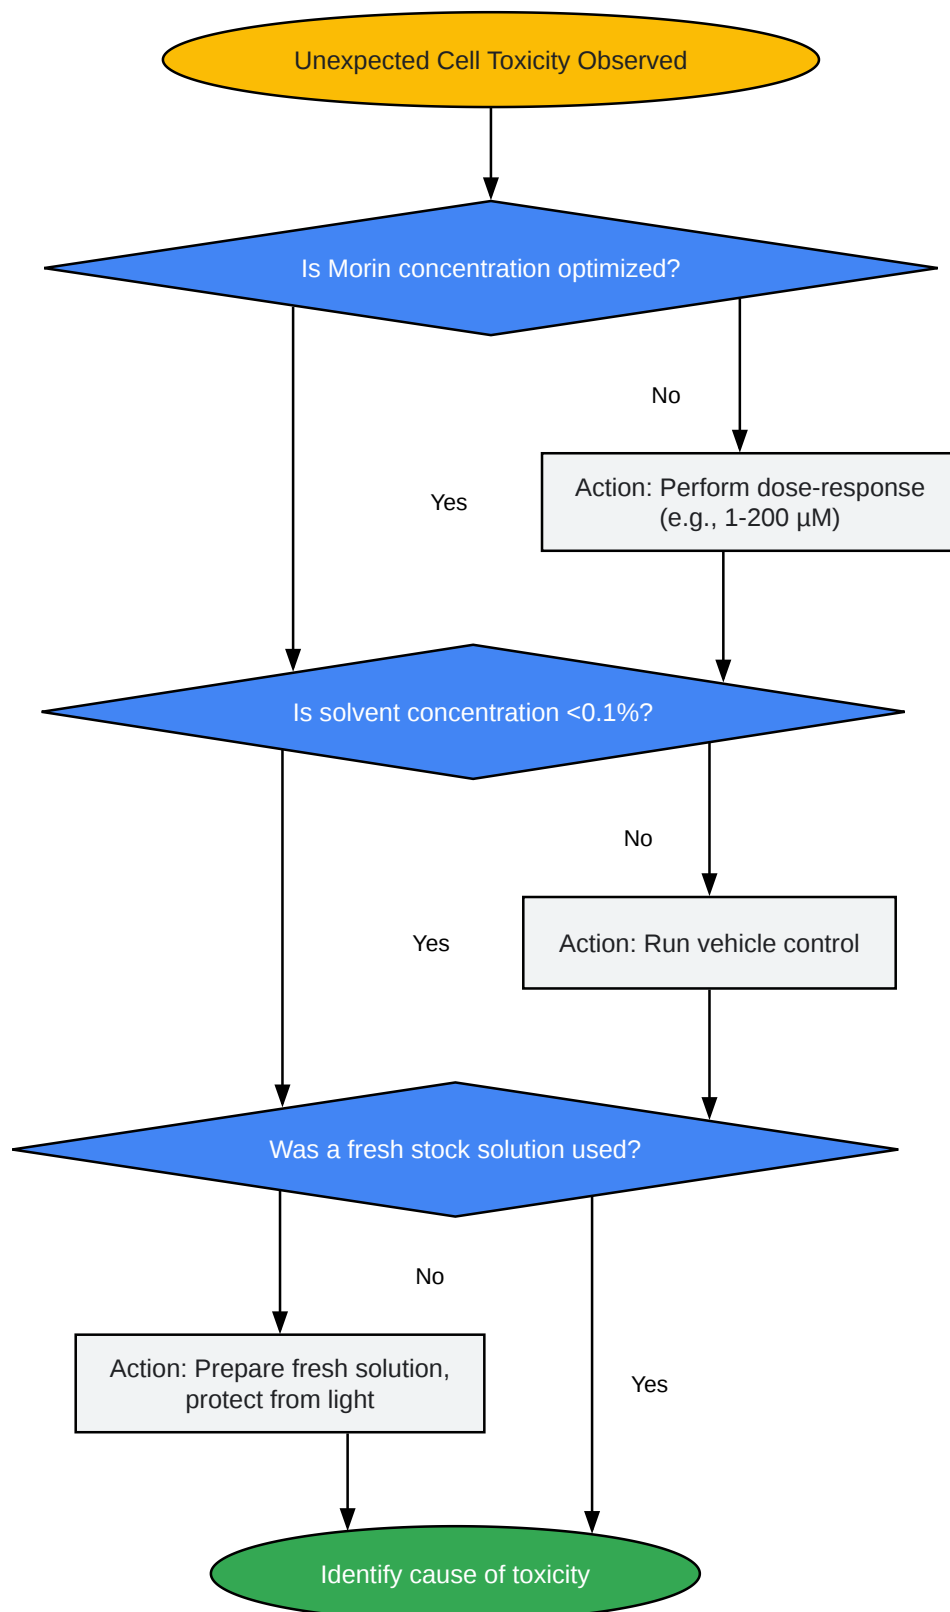 Unexpected Cell Toxicity Observed
Is Morin concentration optimized?
No
Action: Perform dose-response
(e.g., 1-200 µM)
Yes
Is solvent concentration <0.1%?
No
Action: Run vehicle control
Yes
Was a fresh stock solution used?
No
Action: Prepare fresh solution,
protect from light
Yes
Identify cause of toxicity